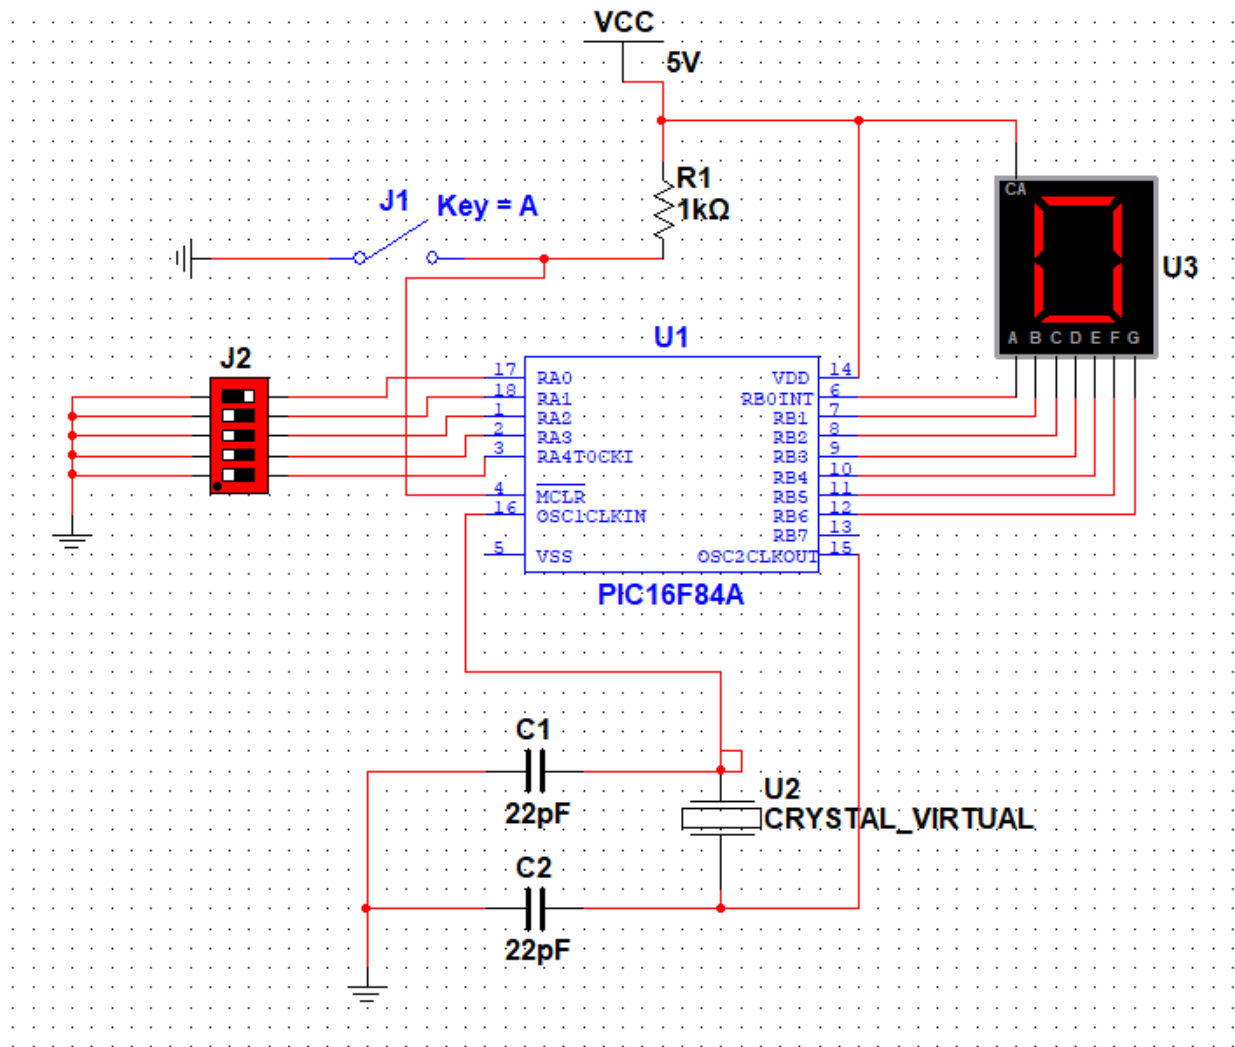 VCC
5V
R1
1kΩ
J1
Key = A
CA
U3
A B C D E F G
U1
J2
17 RA0
18 RA1
1 RA2
2 RA3
3 RA4T0CKI
4 MCLR
16 OSC1CLKIN
5 VSS
VDD 14
RB0INT 6
RB1 7
RB2 8
RB3 9
RB4 10
RB5 11
RB6 12
RB7 13
OSC2CLKOUT 15
PIC16F84A
C1
22pF
U2
CRYSTAL_VIRTUAL
C2
22pF